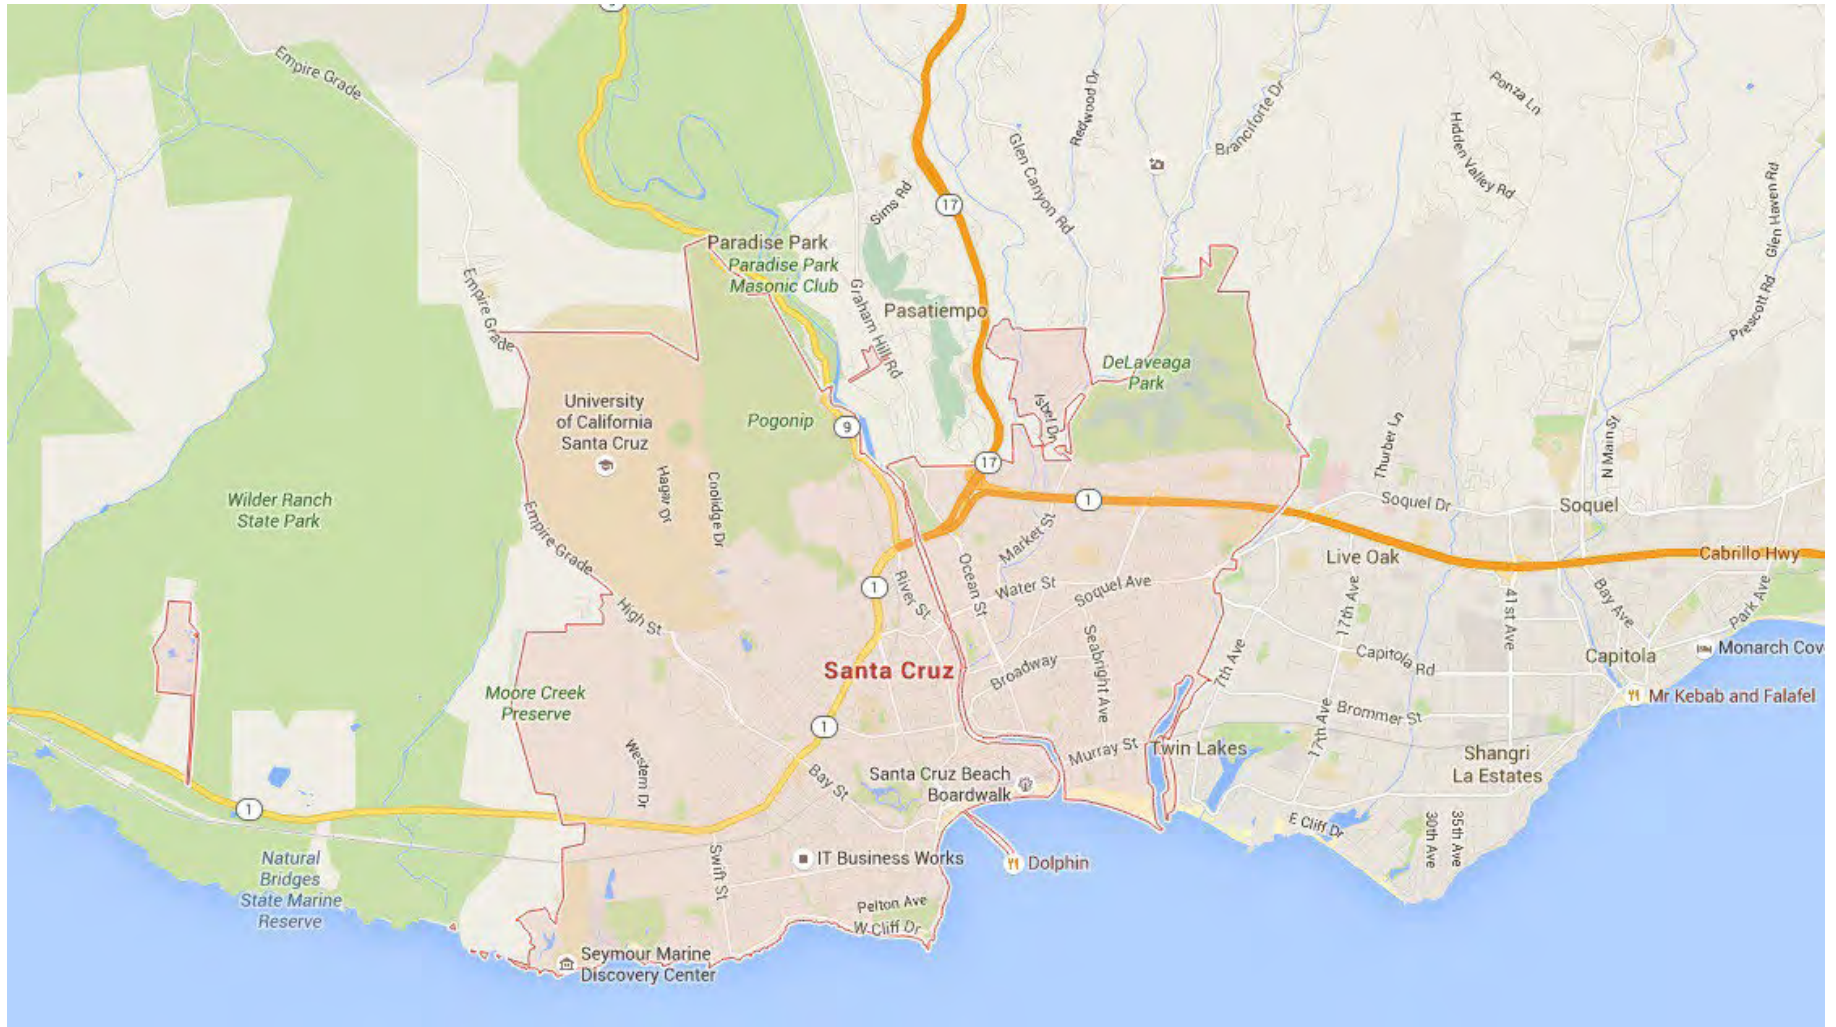 Empire Grade
Redwood Dr
Branciforte Dr
Ponza Ln
Hidden Valley Rd
Glen Canyon Rd
Glen Haven Rd
Sims Rd
17
Paradise Park
Paradise Park
Masonic Club
Empire Grade
Graham Hill Rd
Pasatiempo
Prescott Rd
DeLaveaga
Park
University
of California
Santa Cruz
Isbel Dr
Pogonip
9
Thurber Ln
N Main St
17
Hagar Dr
Coolidge Dr
Wilder Ranch
State Park
1
Soquel Dr
Soquel
Empire Grade
Market St
Live Oak
Cabrillo Hwy
1
River St
Ocean St
Water St
Soquel Ave
17th Ave
41st Ave
Bay Ave
Park Ave
High St
Seabright Ave
7th Ave
Capitola Rd
Capitola
Monarch Cov
Santa Cruz
Broadway
Moore Creek
Preserve
Mr Kebab and Falafel
Brommer St
17th Ave
1
Western Dr
Murray St
Twin Lakes
Shangri
La Estates
Bay St
Santa Cruz Beach
Boardwalk
1
E Cliff Dr
30th Ave
35th Ave
Natural
Bridges
State Marine
Reserve
Swift St
IT Business Works
Dolphin
Pelton Ave
W Cliff Dr
Seymour Marine
Discovery Center